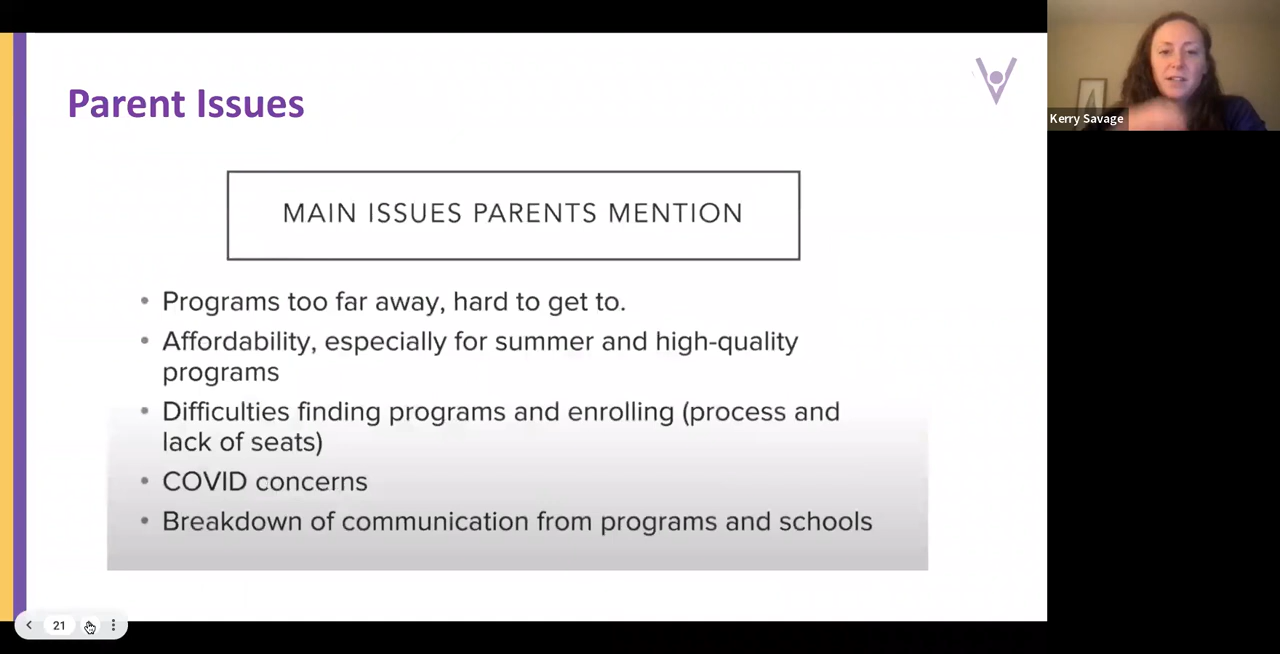 Parent Issues
Kerry Savage
MAIN ISSUES PARENTS MENTION
• Programs too far away, hard to get to.
• Affordability, especially for summer and high-quality
programs
• Difficulties finding programs and enrolling (process and
lack of seats)
• COVID concerns
• Breakdown of communication from programs and schools
21